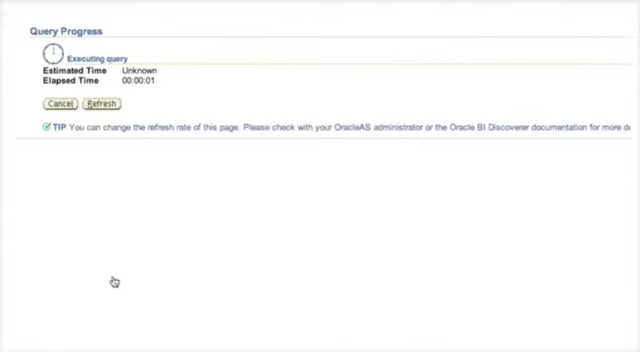 Query Progress
Executing query
Estimated Time Unknown
Elapsed Time 00:00:01
Cancel Refresh
TIP You can change the refresh rate of this page. Please check with your OracleAS administrator or the Oracle BI Discoverer documentation for more de